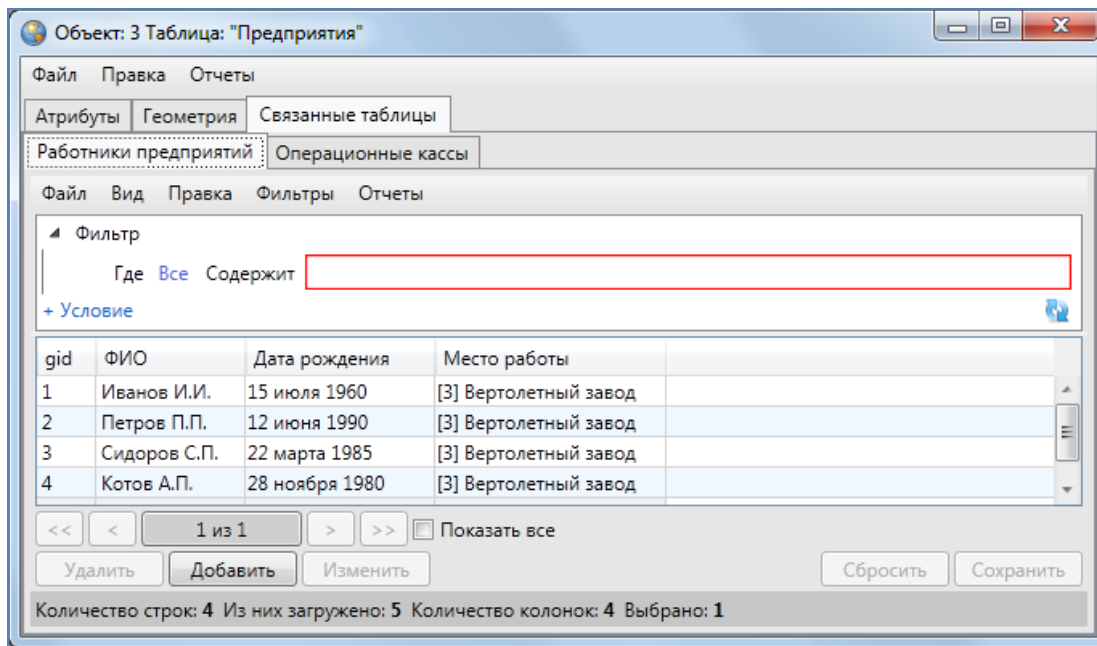 Объект: 3 Таблица: "Предприятия"
Файл Правка Отчеты
Атрибуты Геометрия Связанные таблицы
Работники предприятий Операционные кассы
Файл Вид Правка Фильтры Отчеты
Фильтр
Где Все Содержит
+ Условие
gid ФИО Дата рождения Место работы
1 Иванов И.И. 15 июля 1960 [3] Вертолетный завод
2 Петров П.П. 12 июня 1990 [3] Вертолетный завод
3 Сидоров С.П. 22 марта 1985 [3] Вертолетный завод
4 Котов А.П. 28 ноября 1980 [3] Вертолетный завод
<< < 1 из 1 > >> Показать все
Удалить Добавить Изменить Сбросить Сохранить
Количество строк: 4 Из них загружено: 5 Количество колонок: 4 Выбрано: 1